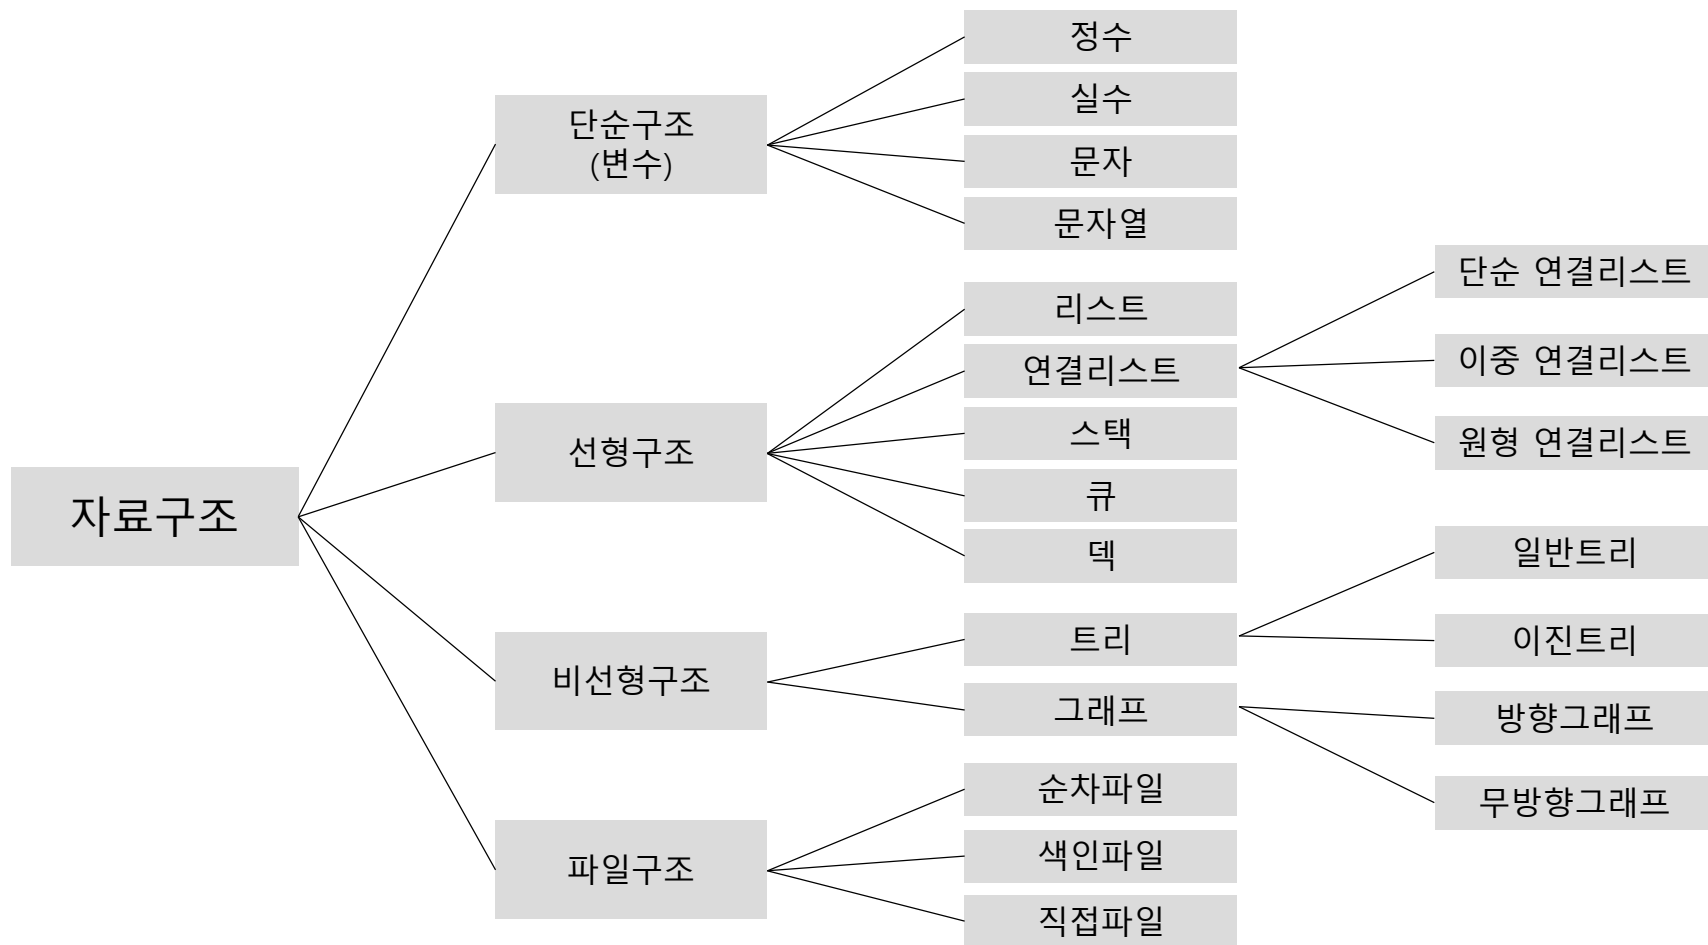 자료구조
단순구조
(변수)
정수
실수
문자
문자열
선형구조
리스트
연결리스트
단순 연결리스트
이중 연결리스트
원형 연결리스트
스택
큐
덱
비선형구조
트리
일반트리
이진트리
그래프
방향그래프
무방향그래프
파일구조
순차파일
색인파일
직접파일